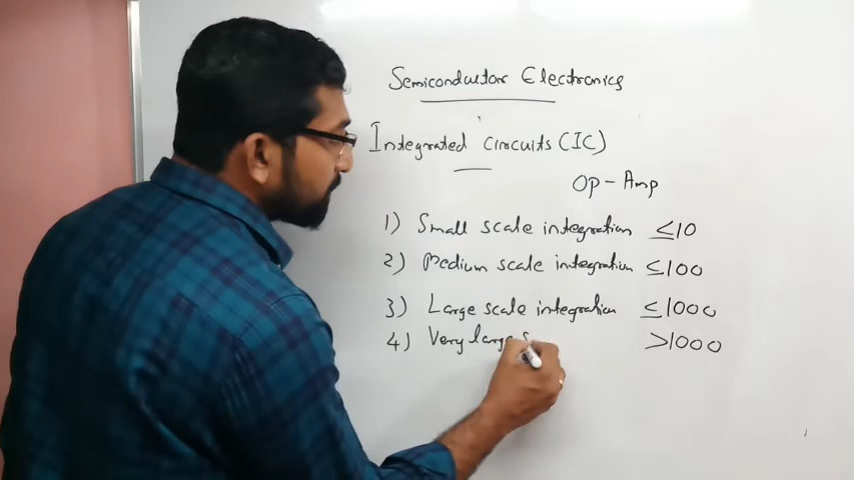 Semiconductor Electronics
Integrated circuits (IC)
Op-Amp
1) Small scale integration ≤10
2) Medium scale integration ≤100
3) Large scale integration ≤1000
4) Very large s >1000